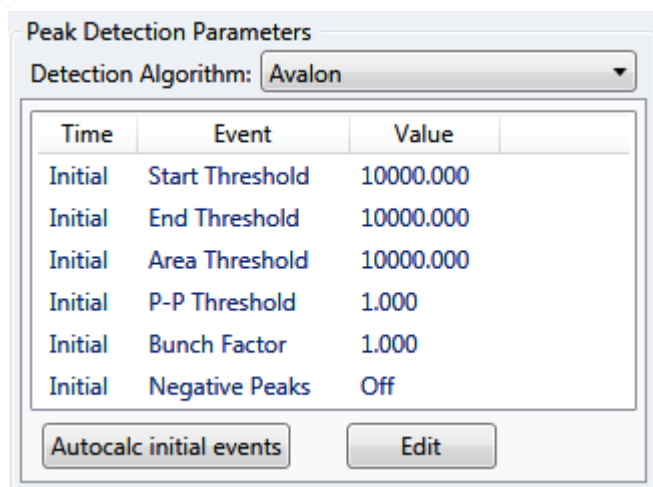 Peak Detection Parameters
Detection Algorithm: Avalon
Time Event Value
Initial Start Threshold 10000.000
Initial End Threshold 10000.000
Initial Area Threshold 10000.000
Initial P-P Threshold 1.000
Initial Bunch Factor 1.000
Initial Negative Peaks Off
Autocalc initial events Edit